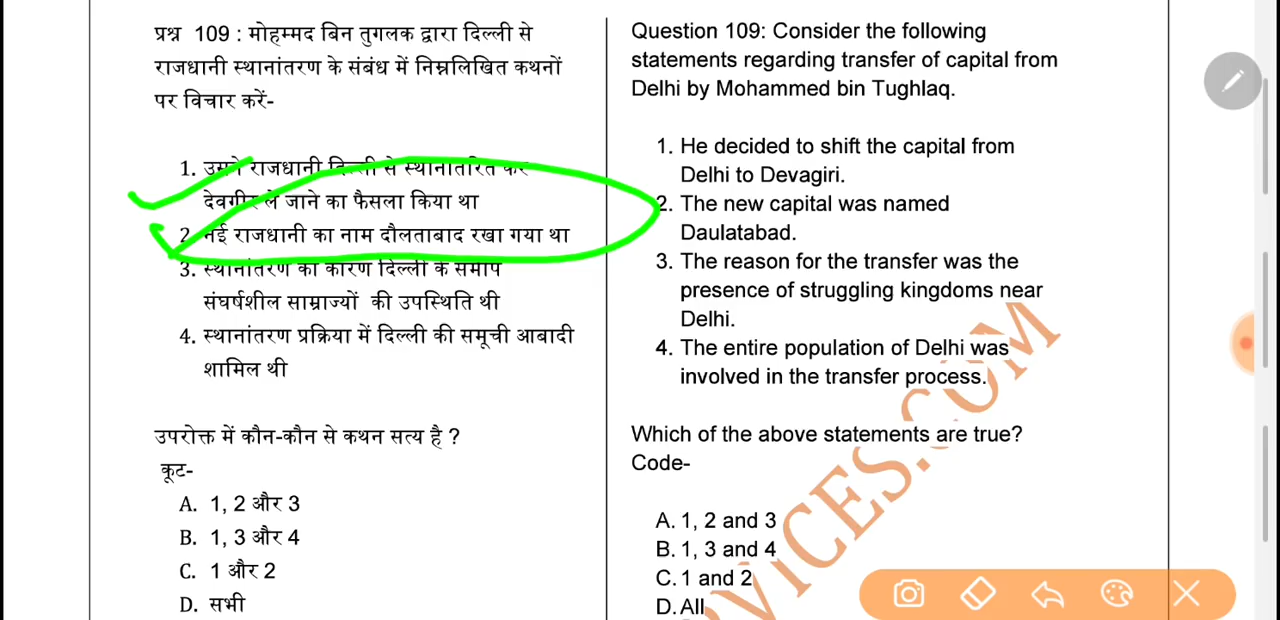 प्रश्न 109 : मोहम्मद बिन तुगलक द्वारा दिल्ली से
राजधानी स्थानांतरण के संबंध में निम्नलिखित कथनों
पर विचार करें-
1. उसने राजधानी दिल्ली से स्थानांतरित कर
देवगीर ले जाने का फैसला किया था
2. नई राजधानी का नाम दौलताबाद रखा गया था
3. स्थानांतरण का कारण दिल्ली के समीप
संघर्षशील साम्राज्यों की उपस्थिति थी
4. स्थानांतरण प्रक्रिया में दिल्ली की समूची आबादी
शामिल थी
उपरोक्त में कौन-कौन से कथन सत्य है ?
कूट-
A. 1, 2 और 3
B. 1, 3 और 4
C. 1 और 2
D. सभी
Question 109: Consider the following
statements regarding transfer of capital from
Delhi by Mohammed bin Tughlaq.
1. He decided to shift the capital from
Delhi to Devagiri.
2. The new capital was named
Daulatabad.
3. The reason for the transfer was the
presence of struggling kingdoms near
Delhi.
4. The entire population of Delhi was
involved in the transfer process.
Which of the above statements are true?
Code-
A. 1, 2 and 3
B. 1, 3 and 4
C. 1 and 2
D. All
RVICES.COM